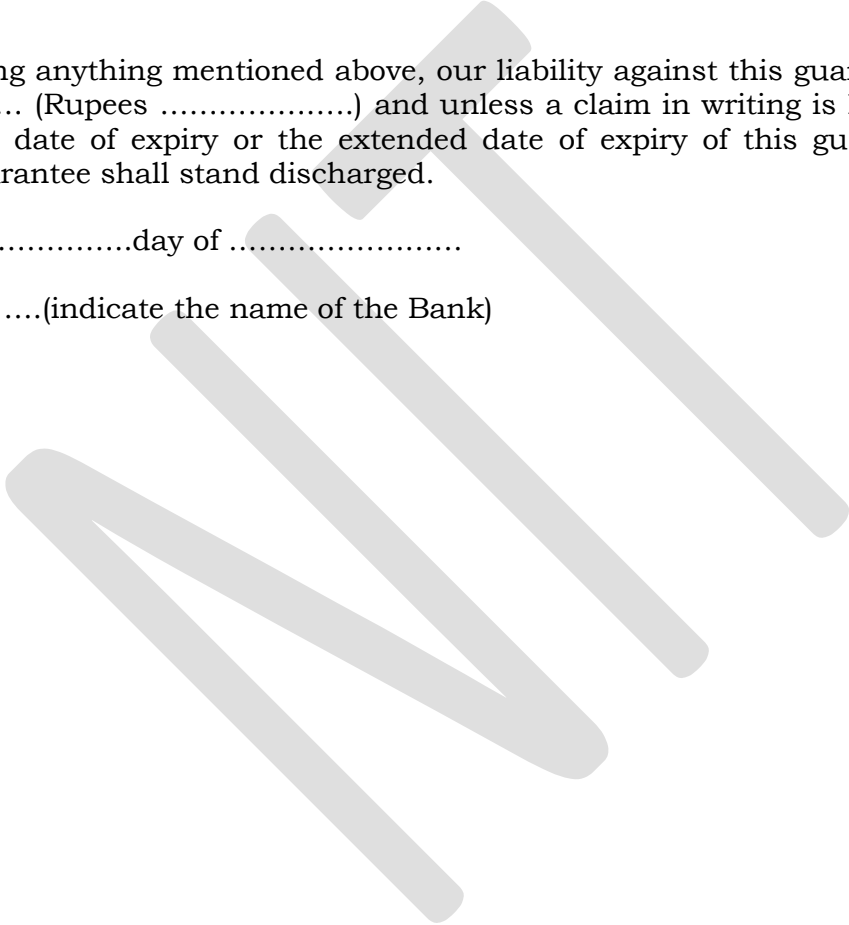 ng anything mentioned above, our liability against this guar
... (Rupees ………………..) and unless a claim in writing is
date of expiry or the extended date of expiry of this gu
rantee shall stand discharged.
..…………..day of ……………………
….(indicate the name of the Bank)
NIT